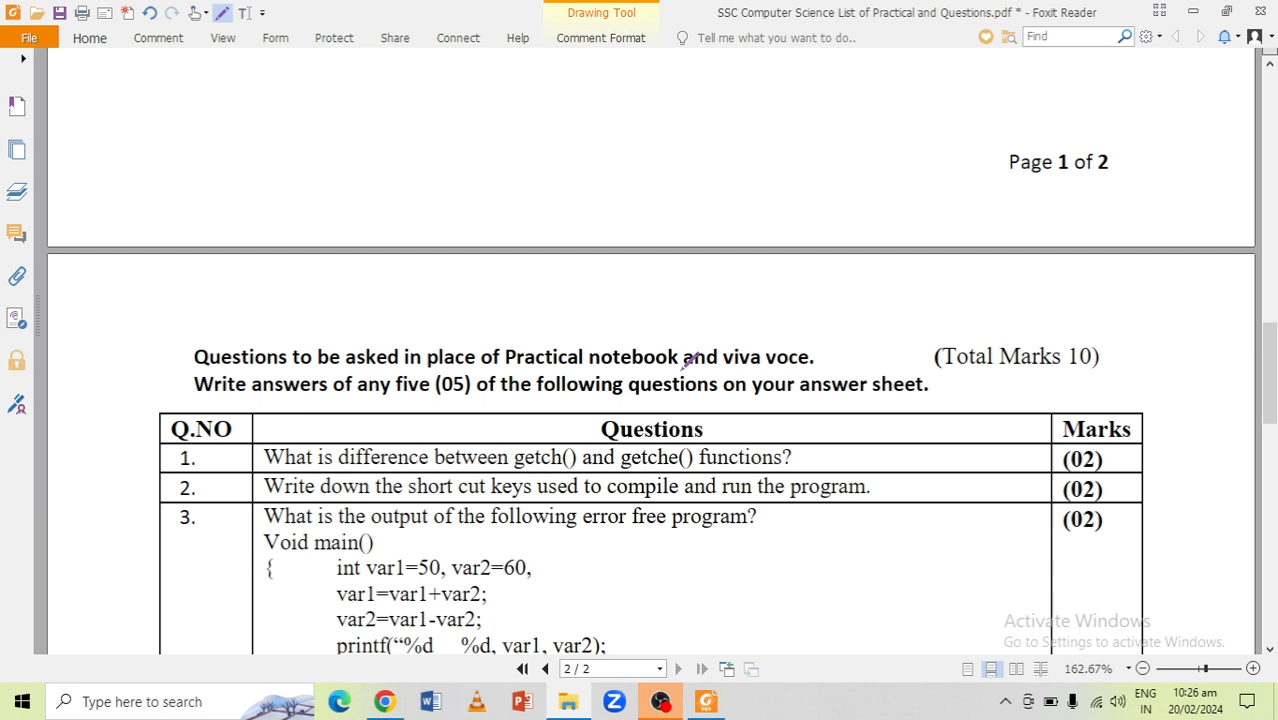 Drawing Tool
SSC Computer Science List of Practical and Questions.pdf * - Foxit Reader
File Home Comment View Form Protect Share Connect Help Comment Format Tell me what you want to do.. Find
Page 1 of 2
Questions to be asked in place of Practical notebook and viva voce. (Total Marks 10)
Write answers of any five (05) of the following questions on your answer sheet.
Q.NO Questions Marks
1. What is difference between getch() and getche() functions? (02)
2. Write down the short cut keys used to compile and run the program. (02)
3. What is the output of the following error free program? (02)
Void main()
{ int var1=50, var2=60,
var1=var1+var2;
var2=var1-var2;
printf(“%d %d, var1, var2);
Activate Windows
Go to Settings to activate Windows.
2 / 2 162.67%
Type here to search
ENG 10:26 am
IN 20/02/2024